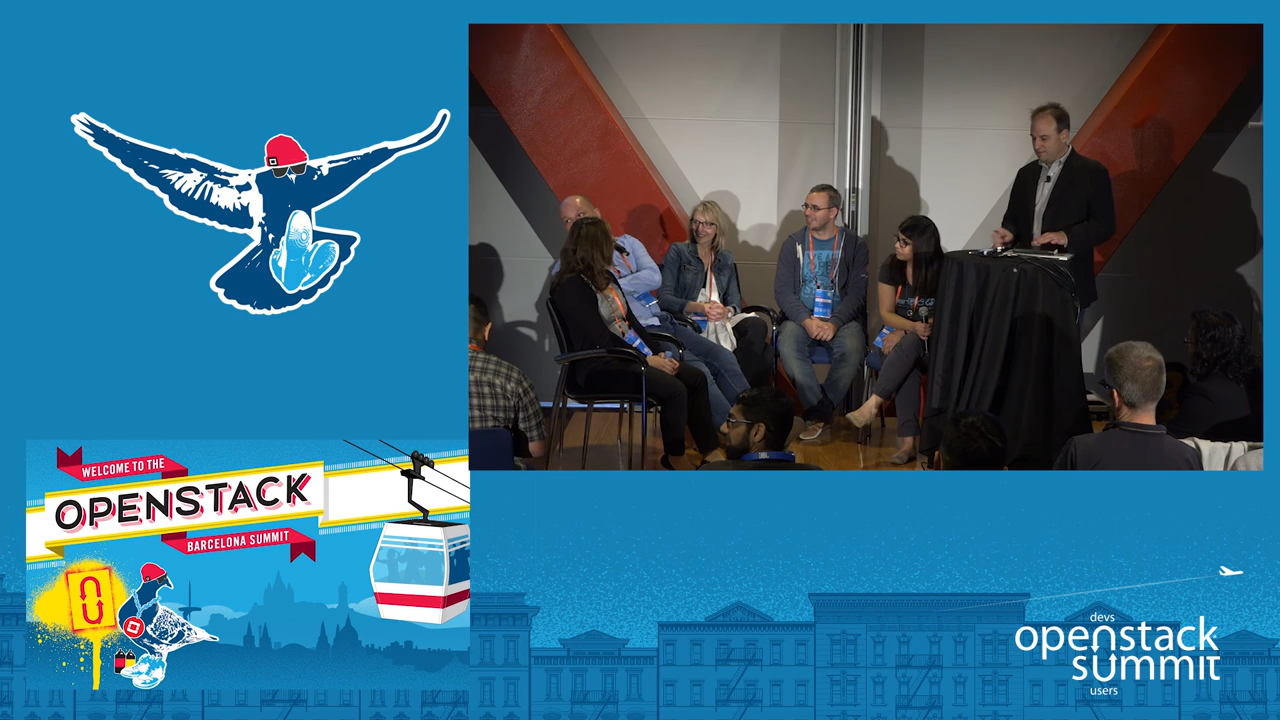 WELCOME TO THE
OPENSTACK
BARCELONA SUMMIT
devs
openstack
summit
users